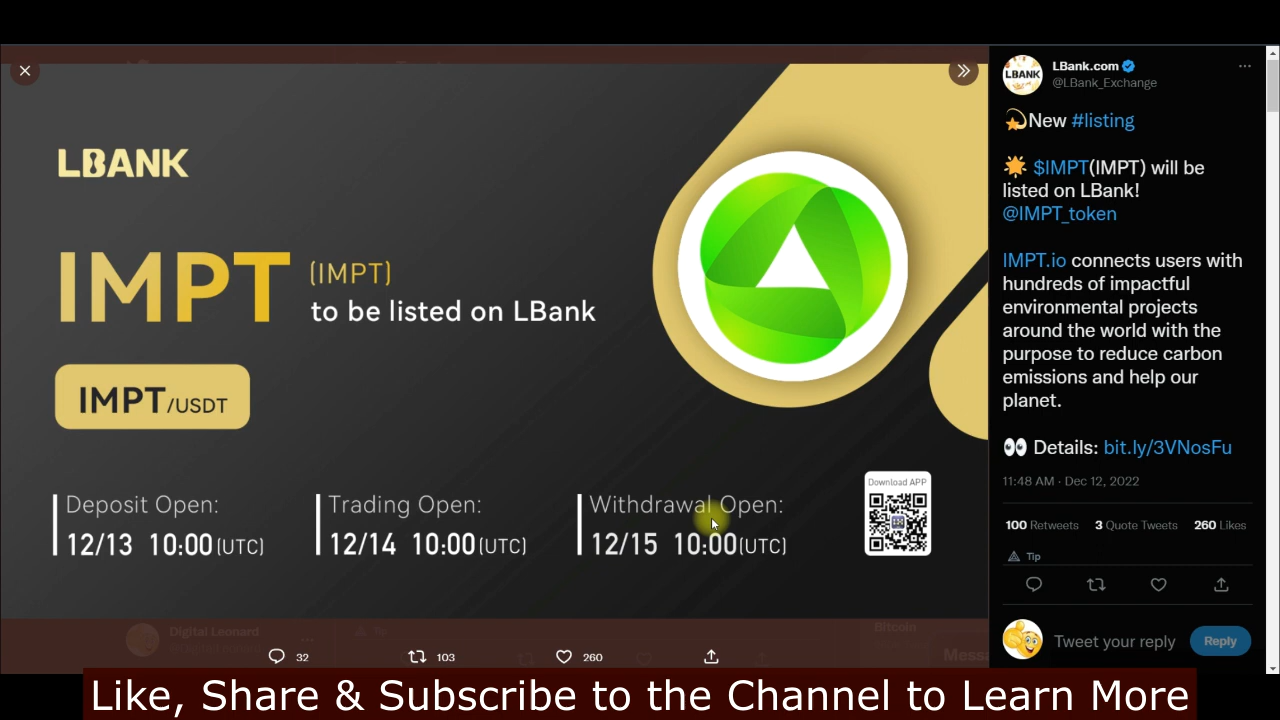 LBANK
IMPT (IMPT)
to be listed on LBank
IMPT/USDT
Deposit Open:
12/13 10:00(UTC)
Trading Open:
12/14 10:00(UTC)
Withdrawal Open:
12/15 10:00(UTC)
Download APP
Digital Leonard
Bitcoin
32
103
260
LBANK
LBank.com
@LBank_Exchange
💫New #listing
🌟 $IMPT(IMPT) will be
listed on LBank!
@IMPT_token
IMPT.io connects users with
hundreds of impactful
environmental projects
around the world with the
purpose to reduce carbon
emissions and help our
planet.
👀 Details: bit.ly/3VNosFu
11:48 AM · Dec 12, 2022
100 Retweets 3 Quote Tweets 260 Likes
Tip
Tweet your reply
Reply
Like, Share & Subscribe to the Channel to Learn More